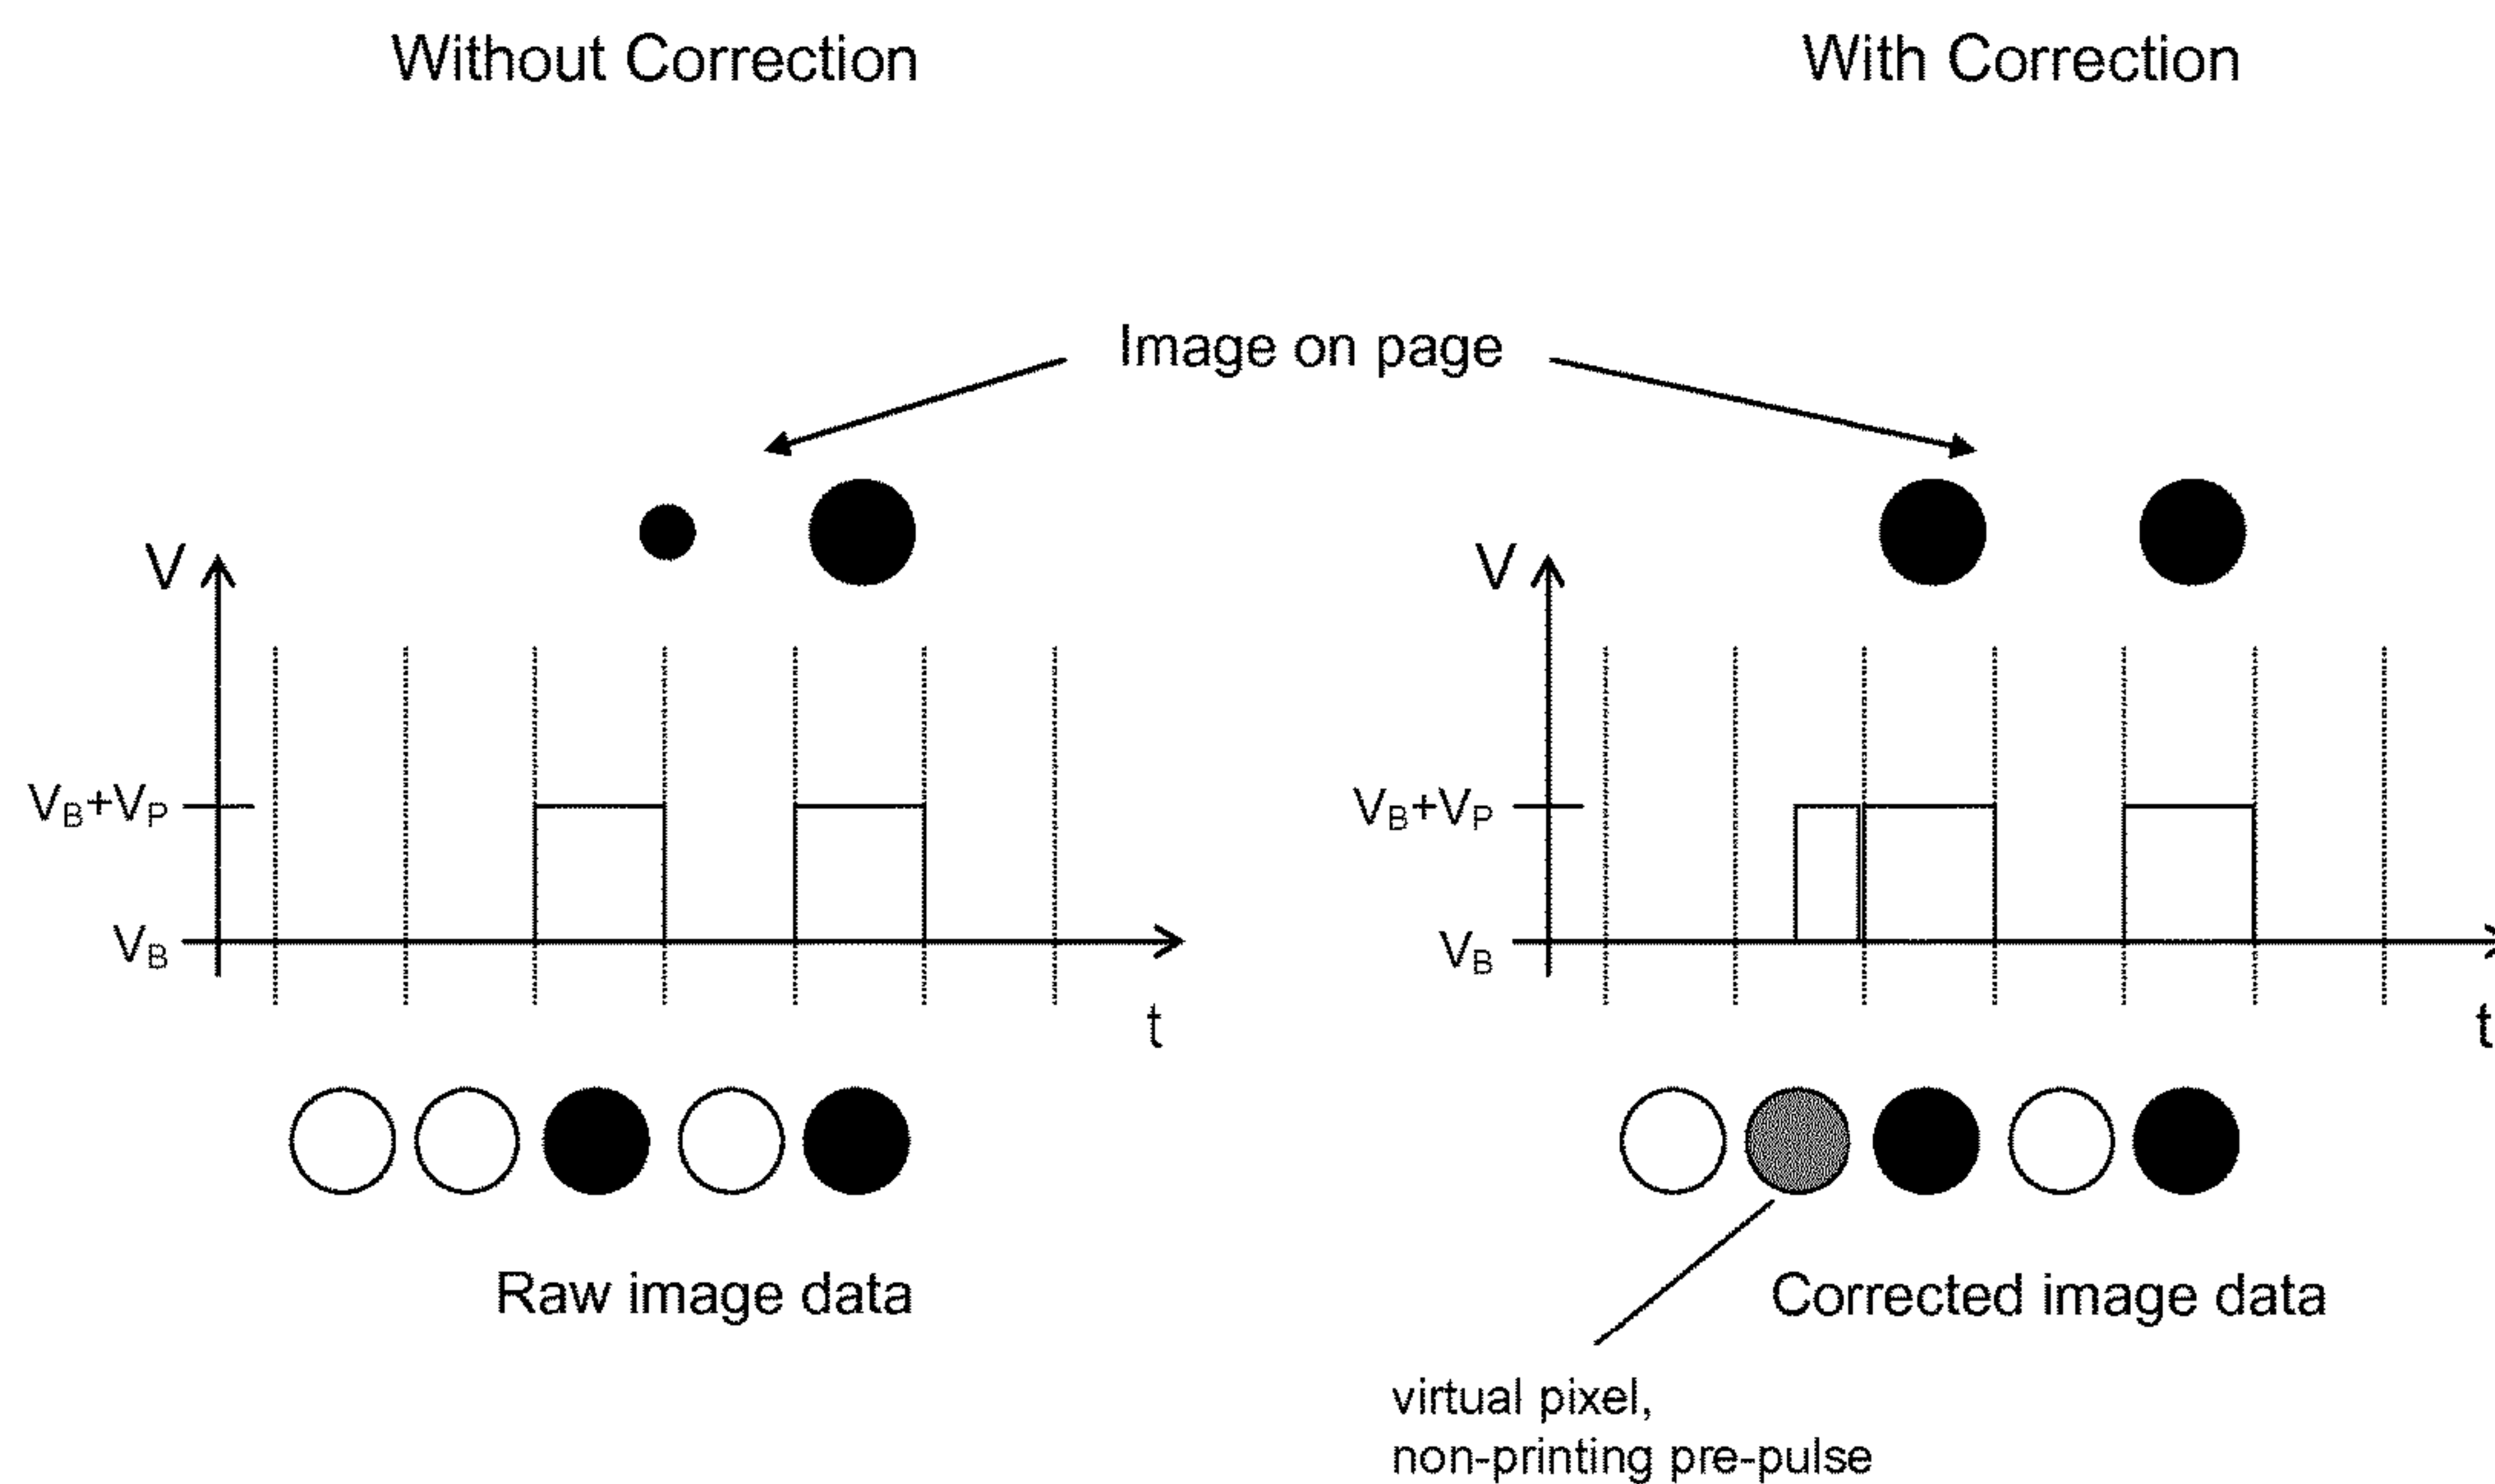 Without Correction
With Correction
Image on page
V
V
VB+VP
VB+VP
VB
VB
t
t
Raw image data
Corrected image data
virtual pixel,
non-printing pre-pulse